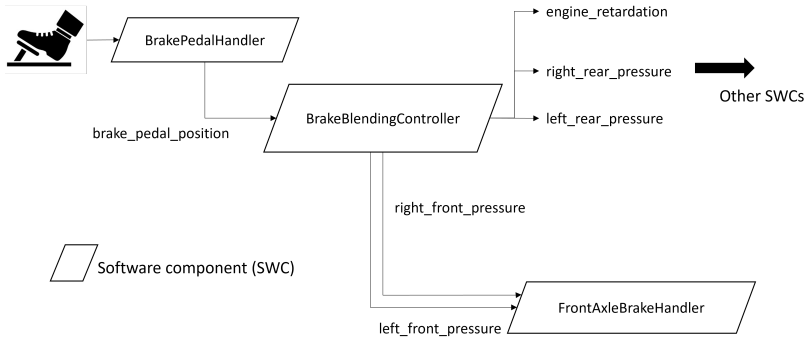 engine_retardation
BrakePedalHandler
right_rear_pressure
Other SWCs
BrakeBlendingController
left_rear_pressure
brake_pedal_position
right_front_pressure
Software component (SWC)
FrontAxleBrakeHandler
left_front_pressure